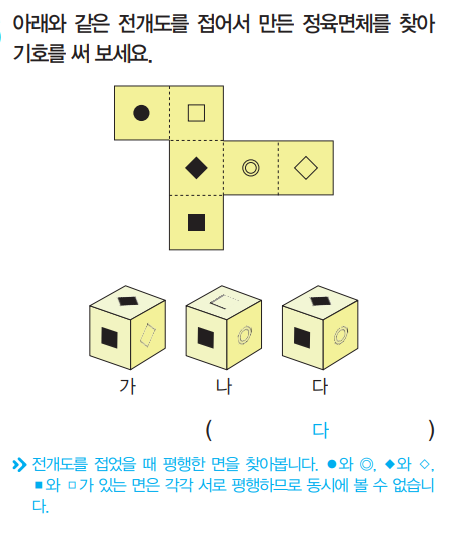 아래와 같은 전개도를 접어서 만든 정육면체를 찾아
기호를 써 보세요.
가 나 다
( 다 )
전개도를 접었을 때 평행한 면을 찾아봅니다. ●와 ◎, ◆와 ◇,
■와 □가 있는 면은 각각 서로 평행하므로 동시에 볼 수 없습니
다.